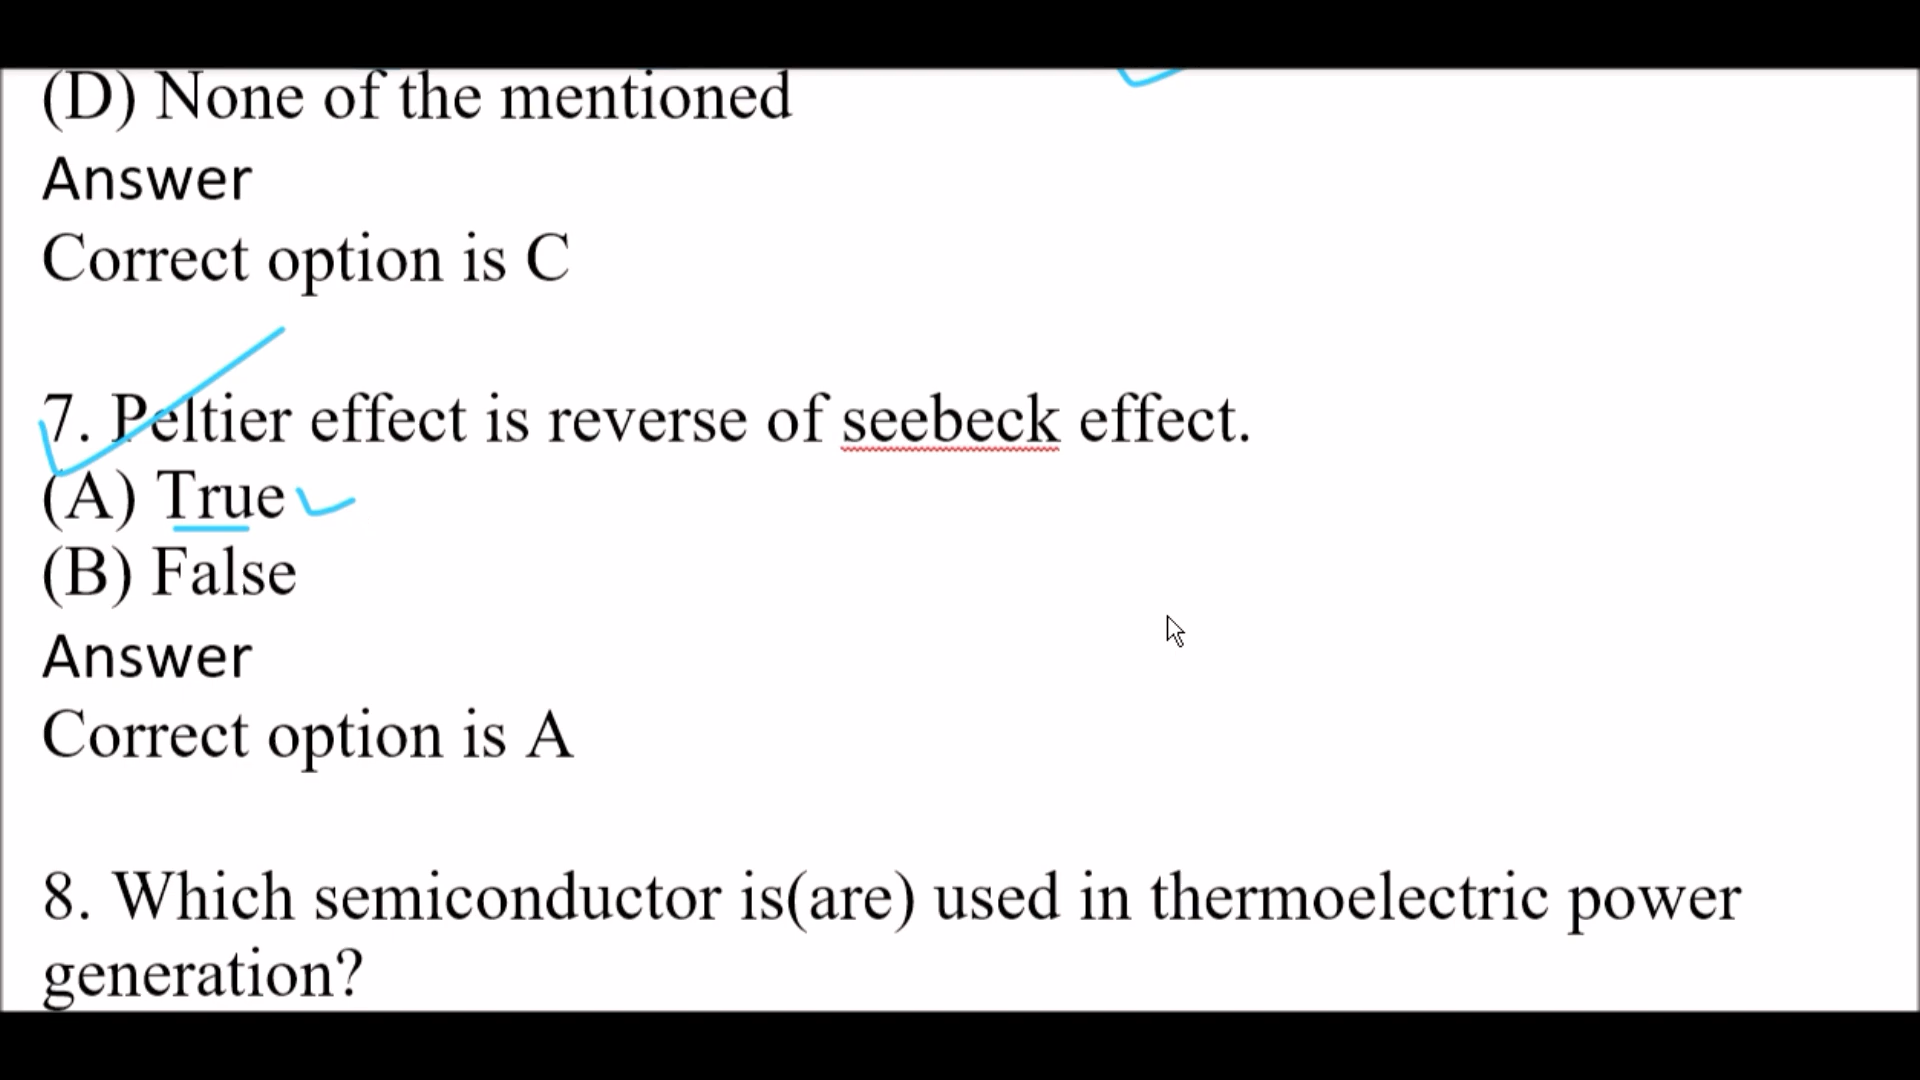 (D) None of the mentioned
Answer
Correct option is C
7. Peltier effect is reverse of seebeck effect.
(A) True
(B) False
Answer
Correct option is A
8. Which semiconductor is(are) used in thermoelectric power
generation?